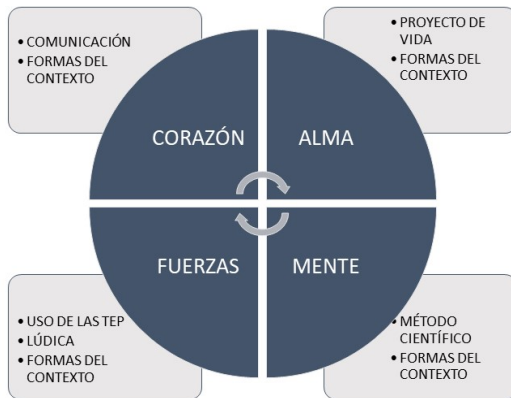 • COMUNICACIÓN
• FORMAS DEL
CONTEXTO
• PROYECTO DE
VIDA
• FORMAS DEL
CONTEXTO
CORAZÓN
ALMA
FUERZAS
MENTE
• USO DE LAS TEP
• LÚDICA
• FORMAS DEL
CONTEXTO
• MÉTODO
CIENTÍFICO
• FORMAS DEL
CONTEXTO